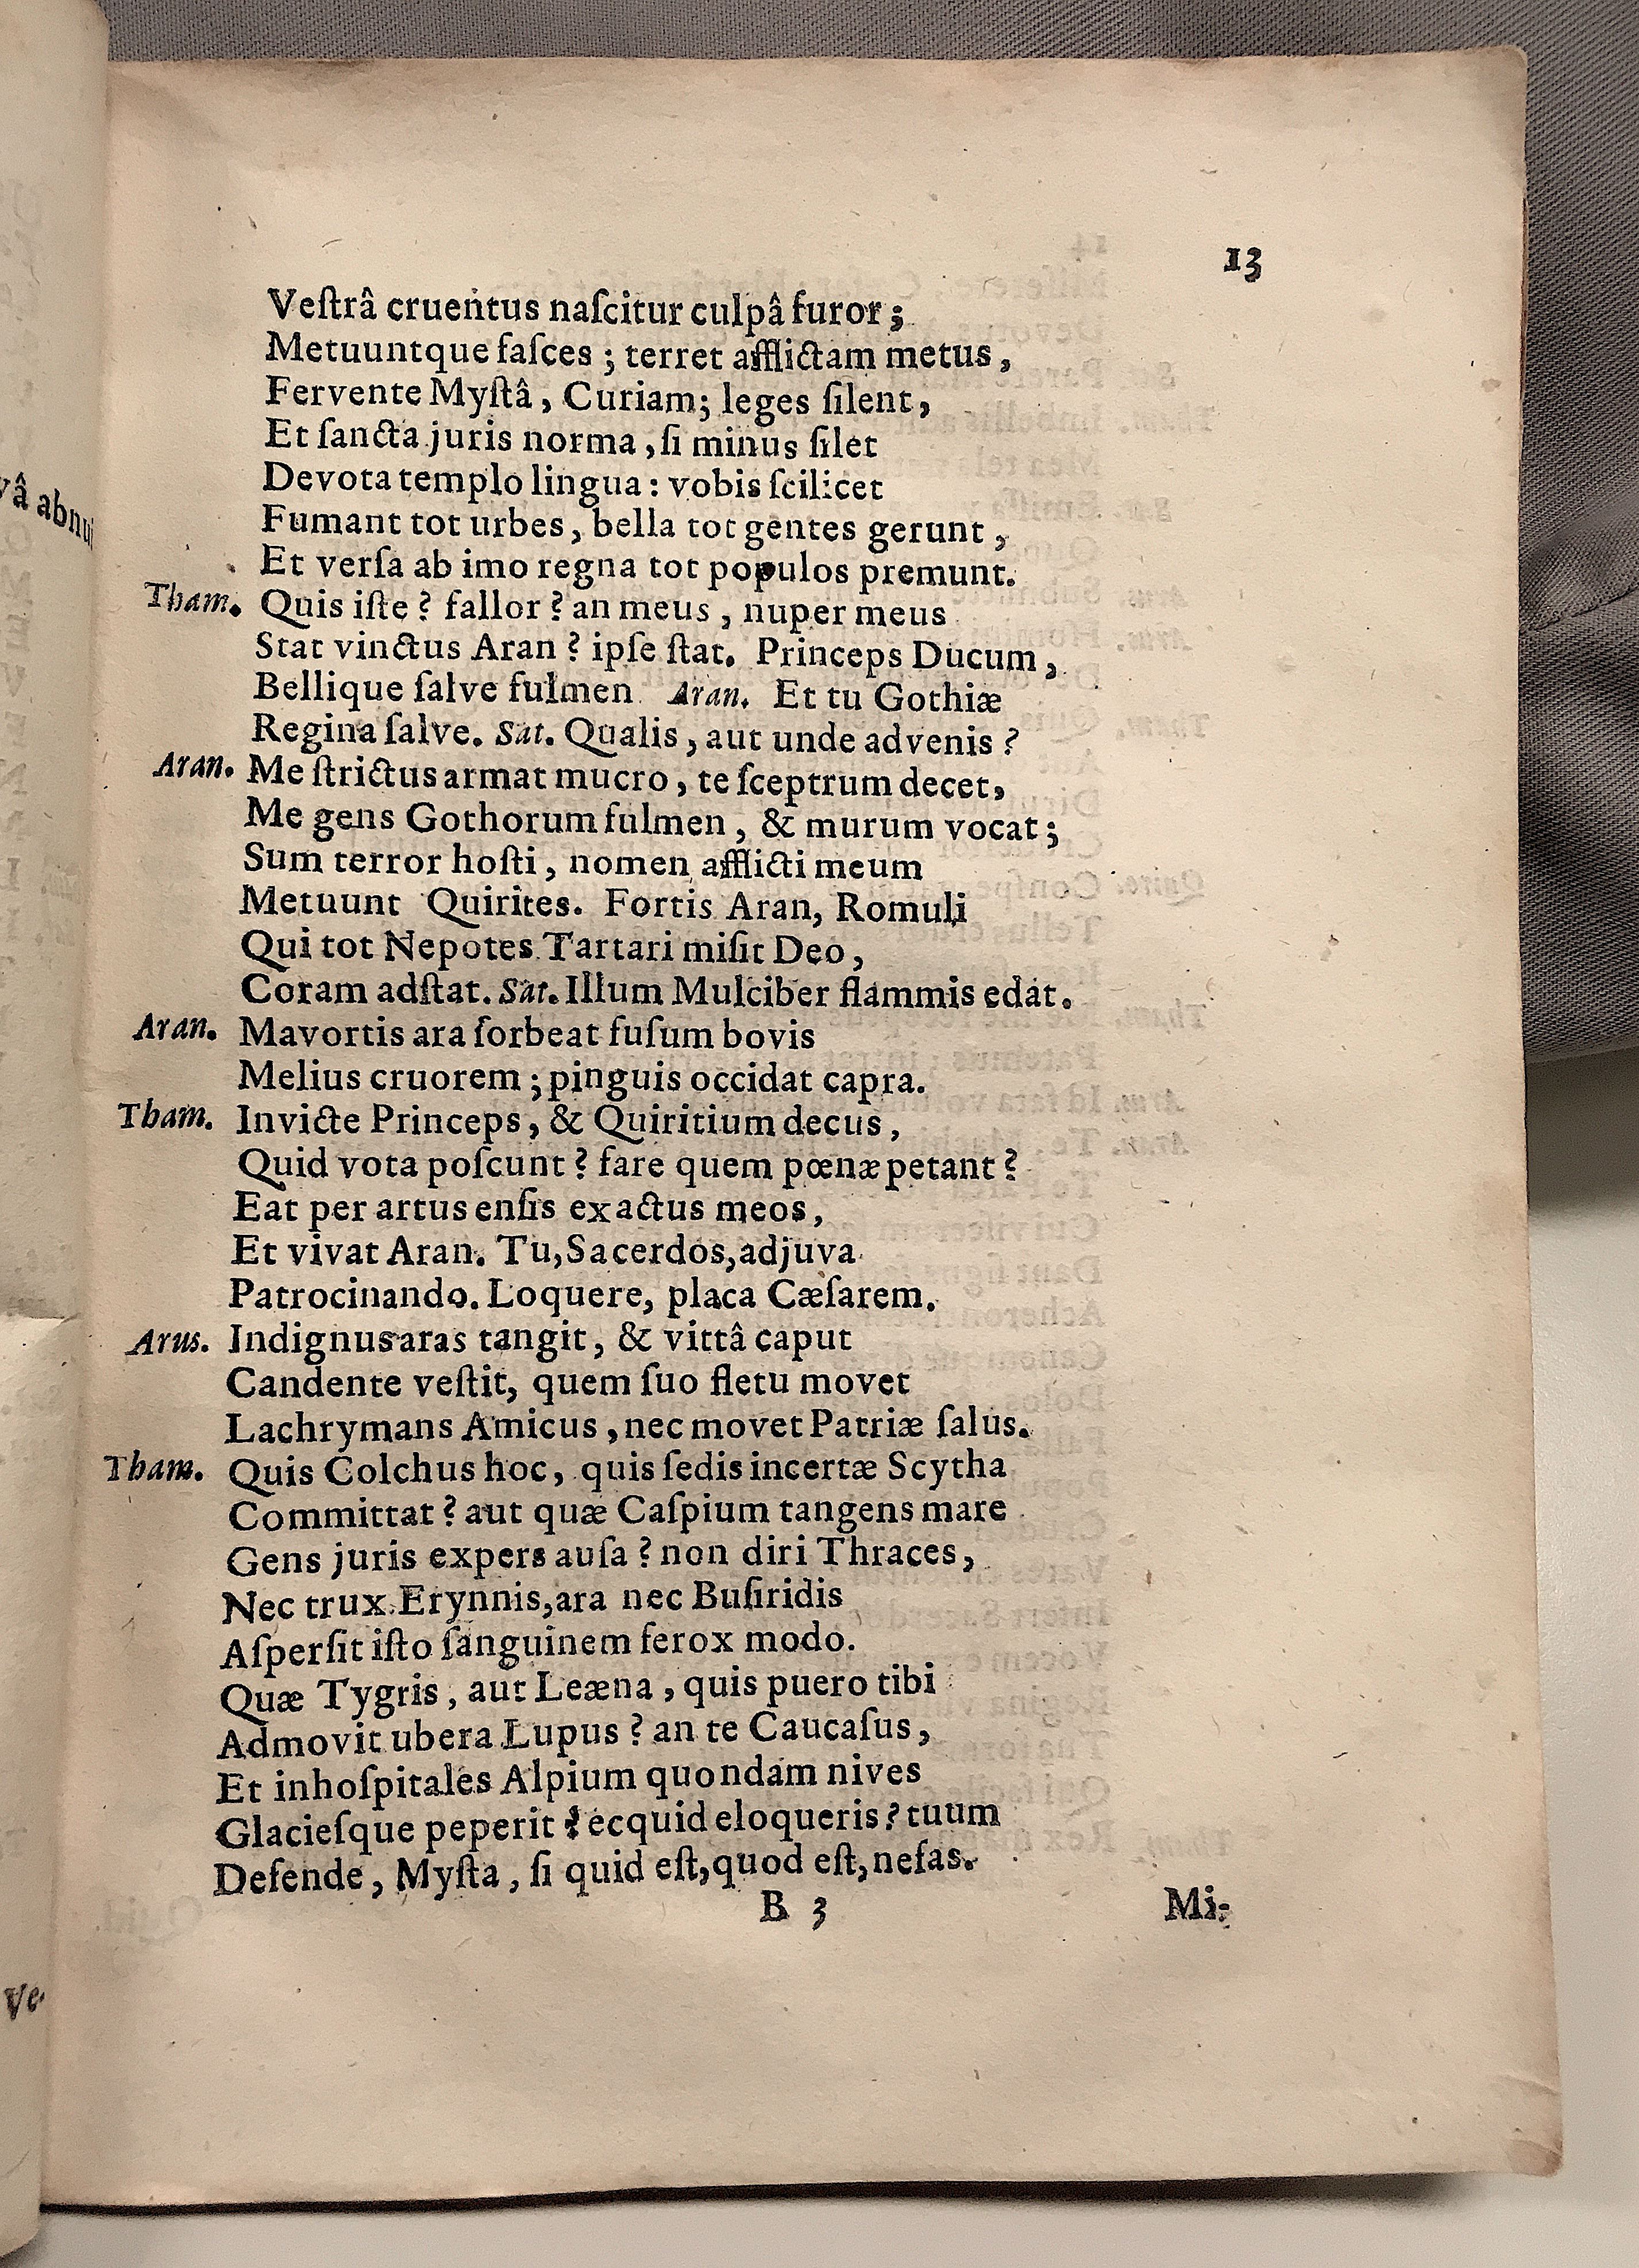 13
Veſtrâ cruentus naſcitur culpâ furor;
Metuuntque faſces; terret afflictam metus,
Fervente Myſtâ, Curiam; leges ſilent,
Et ſancta juris norma, ſi minus ſilet
Devota templo lingua: vobis ſcilicet
Fumant tot urbes, bella tot gentes gerunt,
Et verſa ab imo regna tot populos premunt.
Tham. Quis iſte? fallor? an meus, nuper meus
Stat vinctus Aran? ipſe ſtat. Princeps Ducum,
Bellique ſalve fulmen Aran. Et tu Gothiæ
Regina ſalve. Sat. Qualis, aut unde advenis?
Aran. Me ſtrictus armat mucro, te ſceptrum decet,
Me gens Gothorum fulmen, & murum vocat;
Sum terror hoſti, nomen afflicti meum
Metuunt Quirites. Fortis Aran, Romuli
Qui tot Nepotes Tartari miſit Deo,
Coram adſtat. Sat. Illum Mulciber flammis edat.
Aran. Mavortis ara ſorbeat fuſum bovis
Melius cruorem; pinguis occidat capra.
Tham. Invicte Princeps, & Quiritium decus,
Quid vota poſcunt? fare quem pœnæ petant?
Eat per artus enſis exactus meos,
Et vivat Aran. Tu, Sacerdos, adjuva
Patrocinando. Loquere, placa Cæſarem.
Arus. Indignus aras tangit, & vittâ caput
Candente veſtit, quem ſuo fletu movet
Lachrymans Amicus, nec movet Patriæ ſalus.
Tham. Quis Colchus hoc, quis ſedis incertæ Scytha
Committat? aut quæ Caſpium tangens mare
Gens juris expers auſa? non diri Thraces,
Nec trux Erynnis, ara nec Buſiridis
Aſperſit iſto ſanguinem ferox modo.
Quæ Tygris, aut Leæna, quis puero tibi
Admovit ubera Lupus? an te Caucaſus,
Et inhoſpitales Alpium quondam nives
Glacieſque peperit? ecquid eloqueris? tuum
Defende, Myſta, ſi quid eſt, quod eſt, nefas.
B 3 Mi-